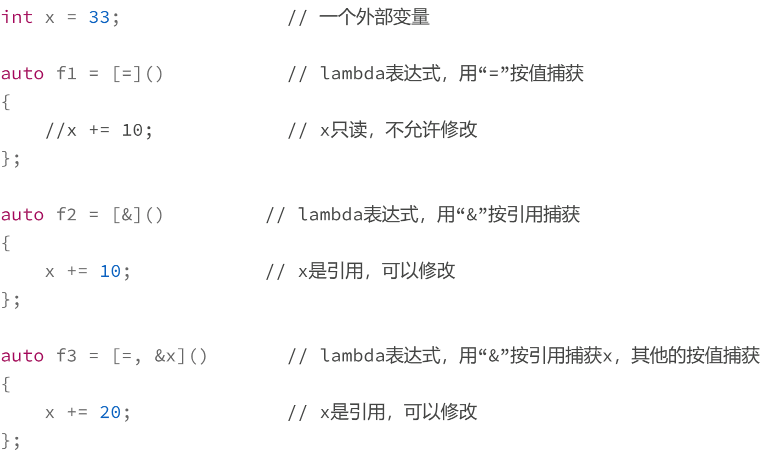 int x = 33;               // 一个外部变量
auto f1 = [=]()           // lambda表达式，用“=”按值捕获
{
    //x += 10;            // x只读，不允许修改
};
auto f2 = [&]()         // lambda表达式，用“&”按引用捕获
{
    x += 10;            // x是引用，可以修改
};
auto f3 = [=, &x]()       // lambda表达式，用“&”按引用捕获x，其他的按值捕获
{
    x += 20;              // x是引用，可以修改
};